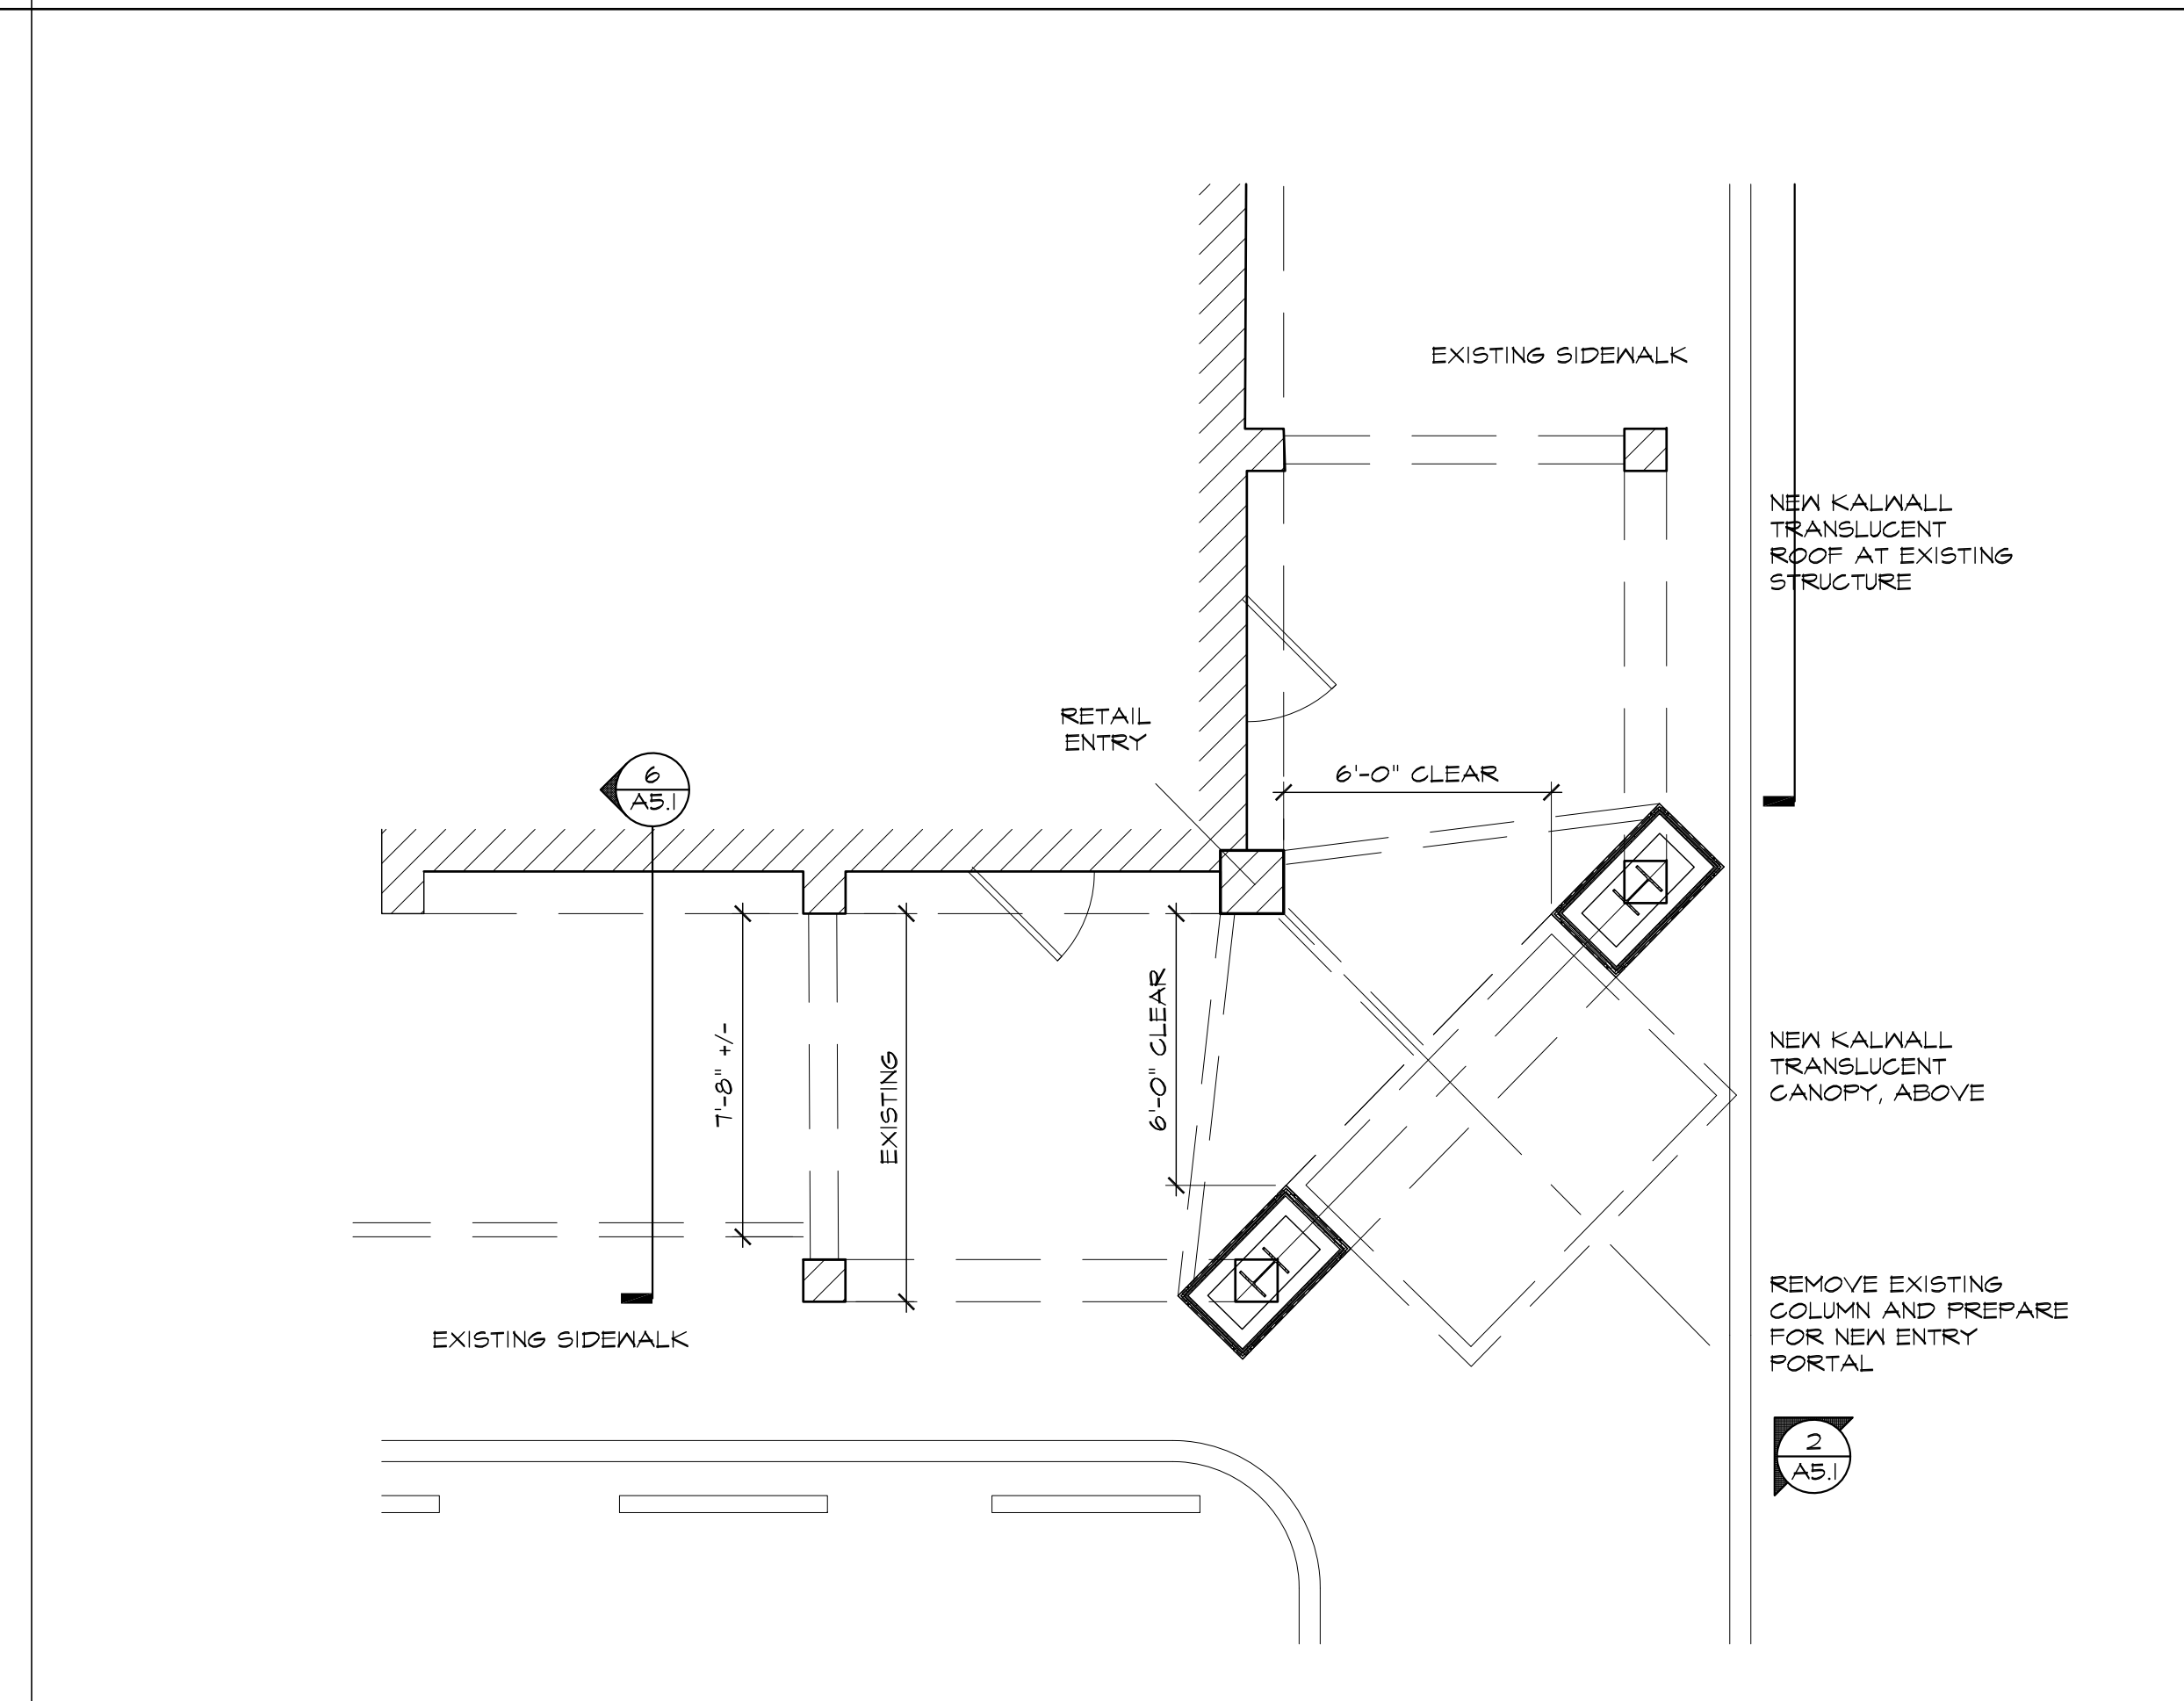 EXISTING SIDEWALK
NEW KALWALL
TRANSLUCENT
ROOF AT EXISTING
STRUCTURE
RETAIL
ENTRY
6'-0" CLEAR
6
A5.1
7'-8" +/-
EXISTING
6'-0" CLEAR
NEW KALWALL
TRANSLUCENT
CANOPY, ABOVE
REMOVE EXISTING
COLUMN AND PREPARE
FOR NEW ENTRY
PORTAL
EXISTING SIDEWALK
2
A5.1